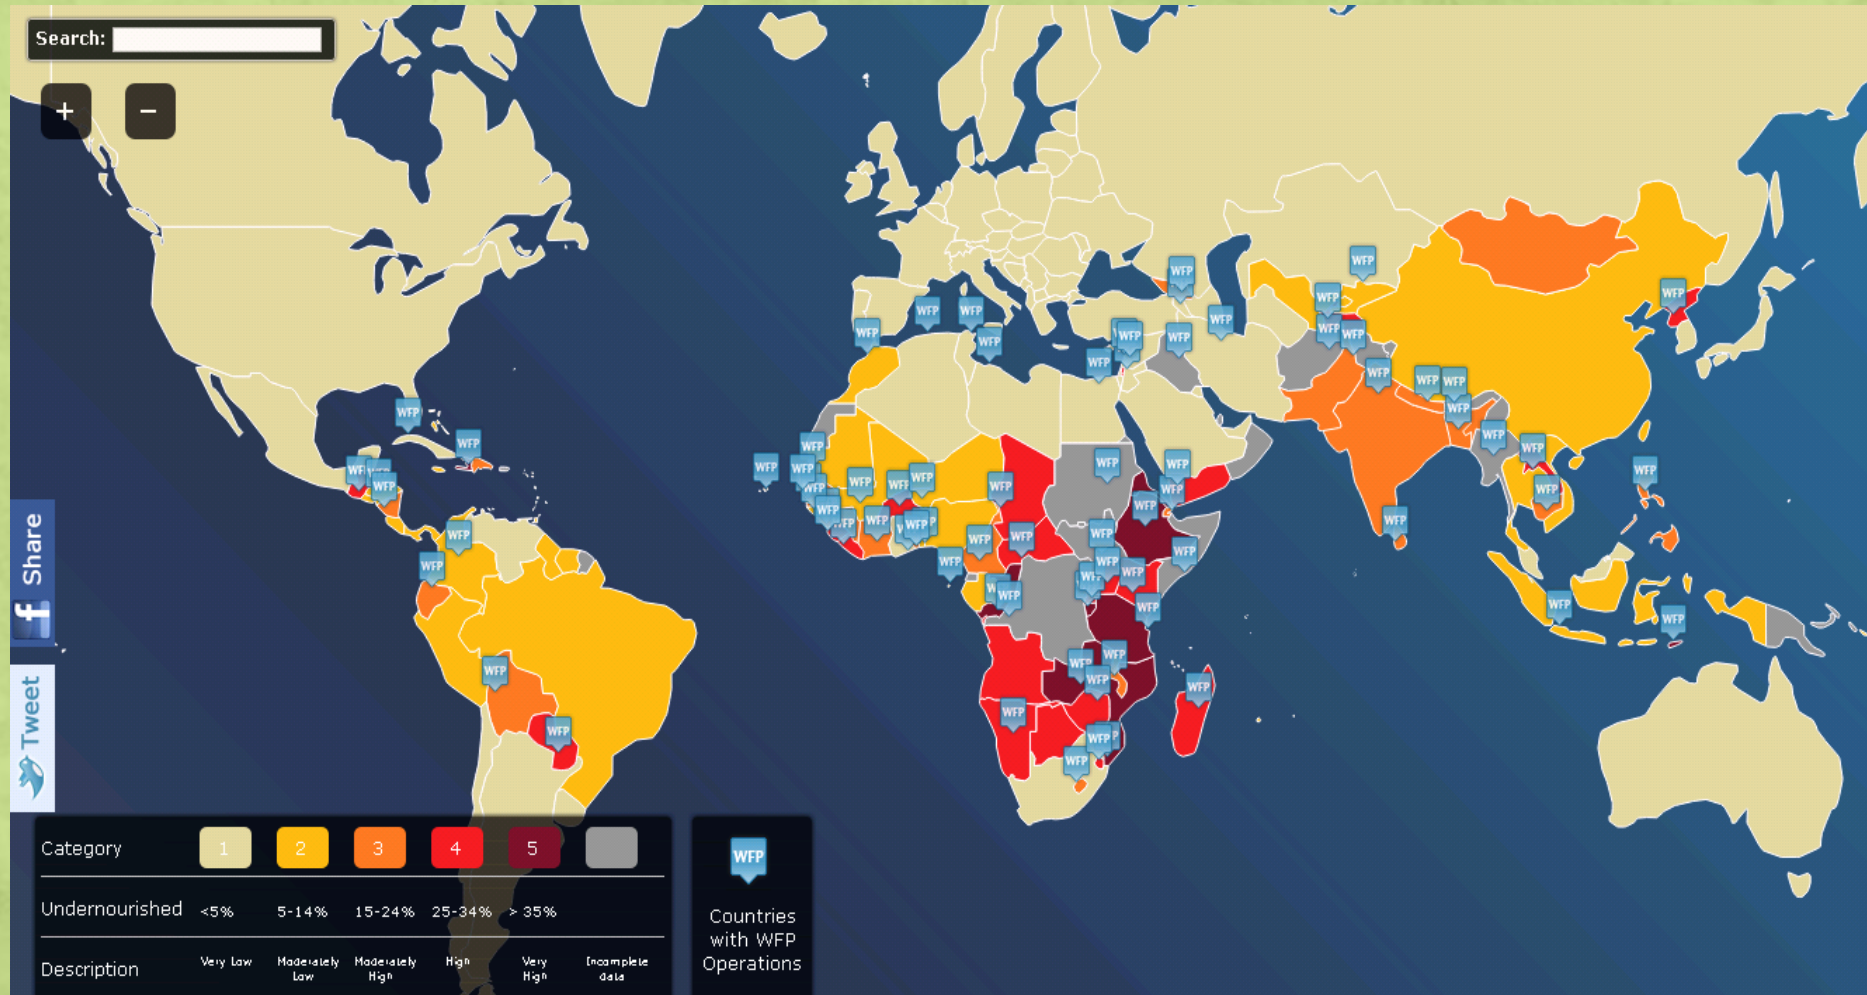 Search:
+ −
Share
f
Tweet
Category 1 2 3 4 5
Undernourished <5% 5-14% 15-24% 25-34% > 35%
Description Very Low Moderately Low Moderately High High Very High Incomplete data
WFP
Countries
with WFP
Operations